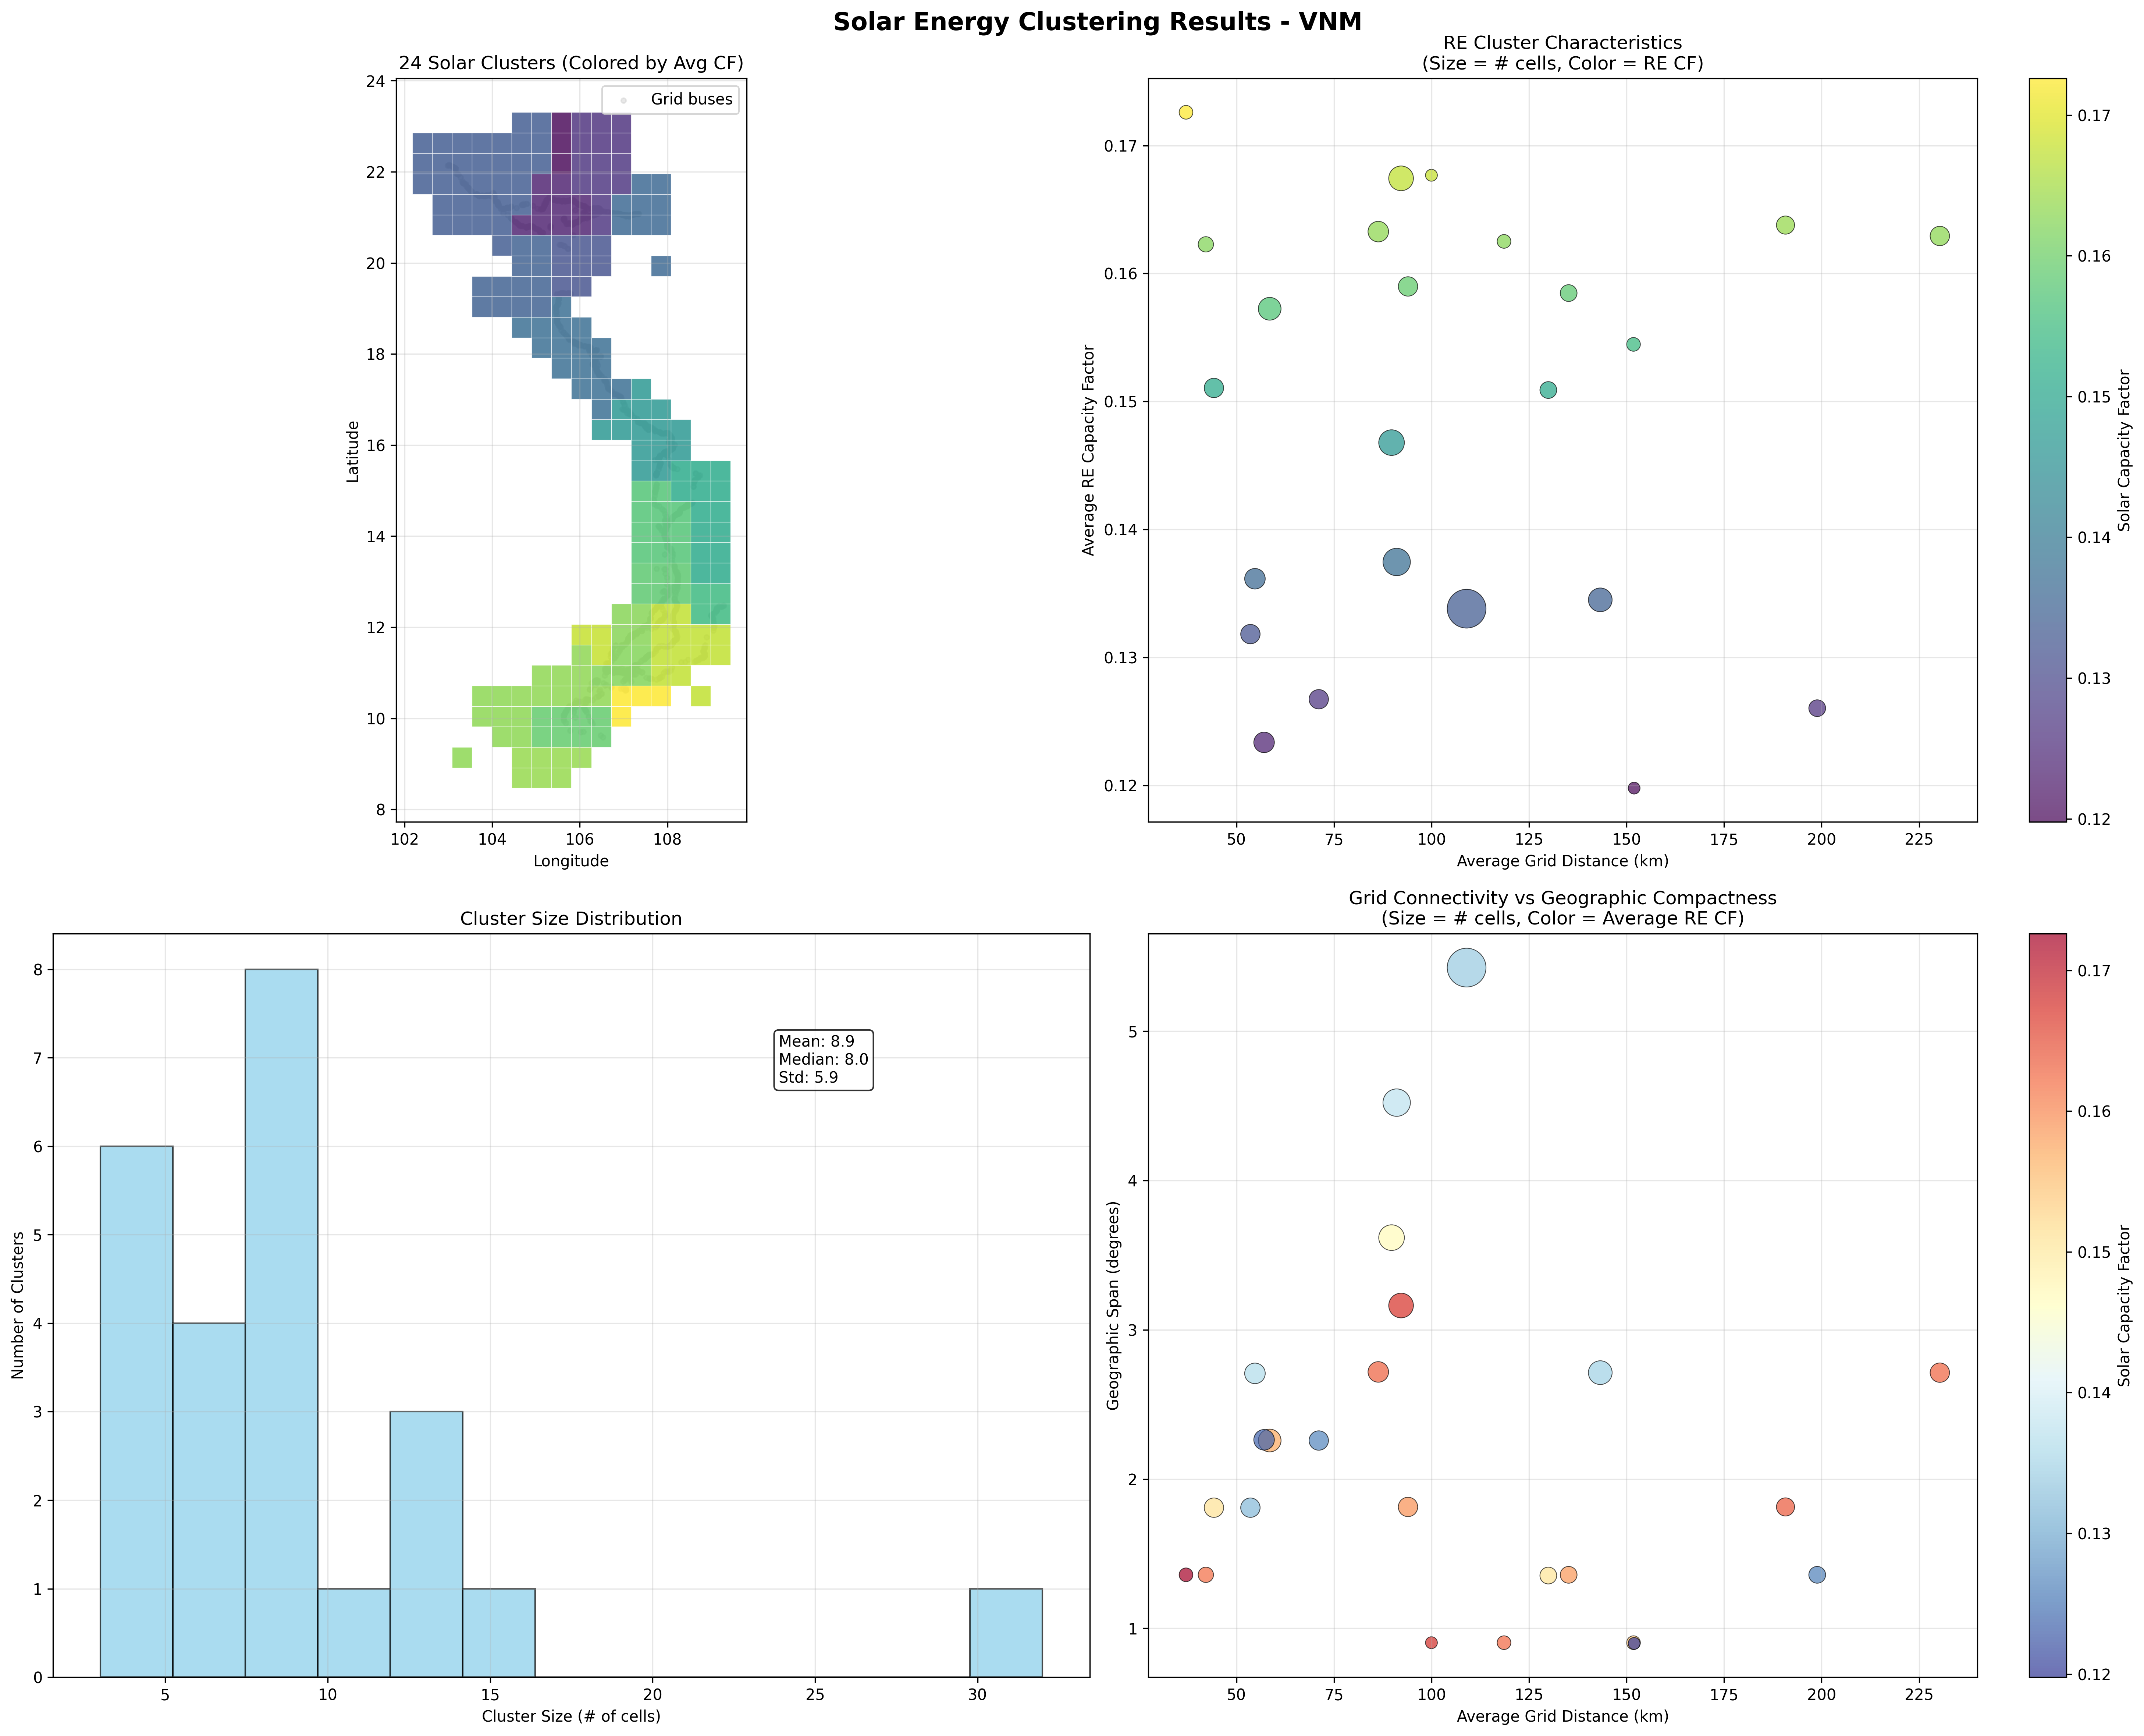 Solar Energy Clustering Results - VNM
24 Solar Clusters (Colored by Avg CF)
Grid buses
24
22
20
18
16
14
12
10
8
Latitude
102 104 106 108
Longitude
RE Cluster Characteristics
(Size = # cells, Color = RE CF)
0.17
0.16
0.15
0.14
0.13
0.12
Average RE Capacity Factor
50 75 100 125 150 175 200 225
Average Grid Distance (km)
0.17
0.16
0.15
0.14
0.13
0.12
Solar Capacity Factor
Cluster Size Distribution
Mean: 8.9
Median: 8.0
Std: 5.9
8
7
6
5
4
3
2
1
0
Number of Clusters
5 10 15 20 25 30
Cluster Size (# of cells)
Grid Connectivity vs Geographic Compactness
(Size = # cells, Color = Average RE CF)
5
4
3
2
1
Geographic Span (degrees)
50 75 100 125 150 175 200 225
Average Grid Distance (km)
0.17
0.16
0.15
0.14
0.13
0.12
Solar Capacity Factor